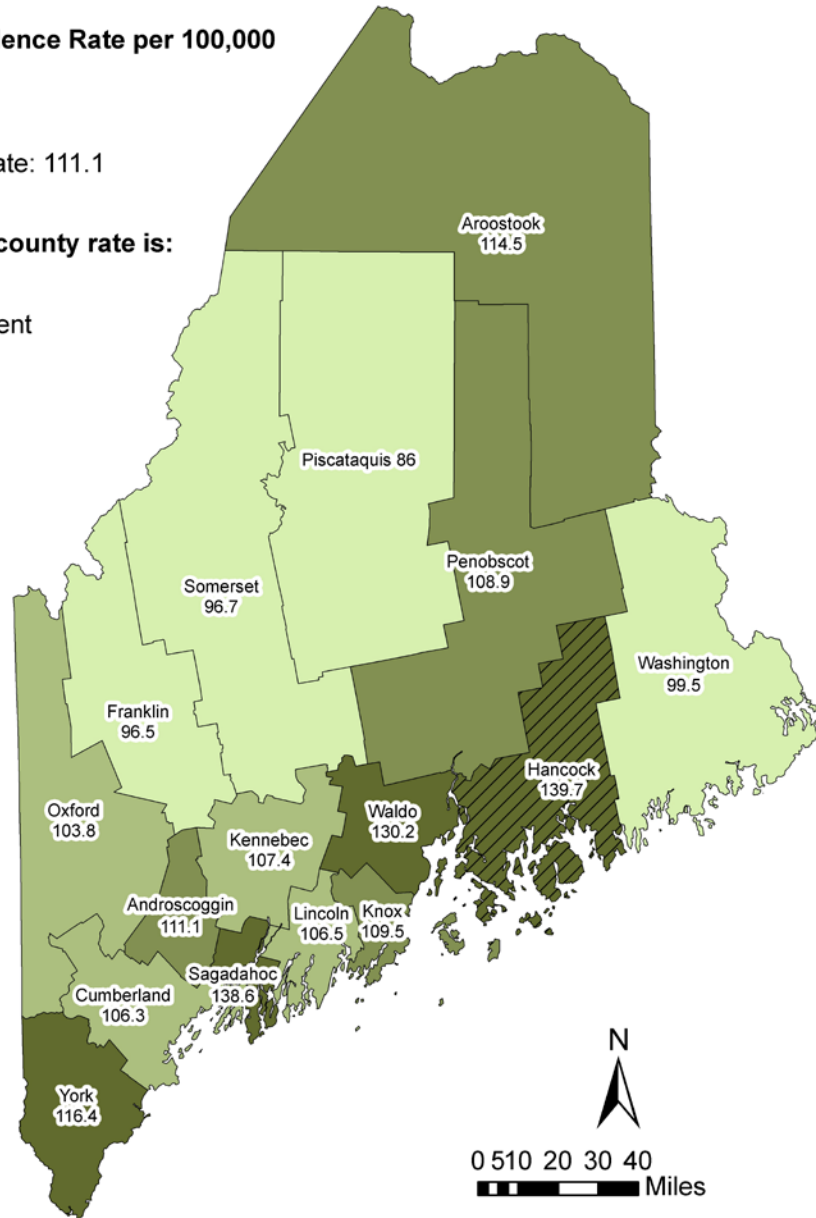 ence Rate per 100,000
ate: 111.1
county rate is:
ent
Aroostook
114.5
Piscataquis 86
Penobscot
108.9
Somerset
96.7
Washington
99.5
Franklin
96.5
Hancock
139.7
Oxford
103.8
Waldo
130.2
Kennebec
107.4
Androscoggin
111.1
Lincoln
106.5
Knox
109.5
Sagadahoc
138.6
Cumberland
106.3
York
116.4
N
0 510 20 30 40
Miles